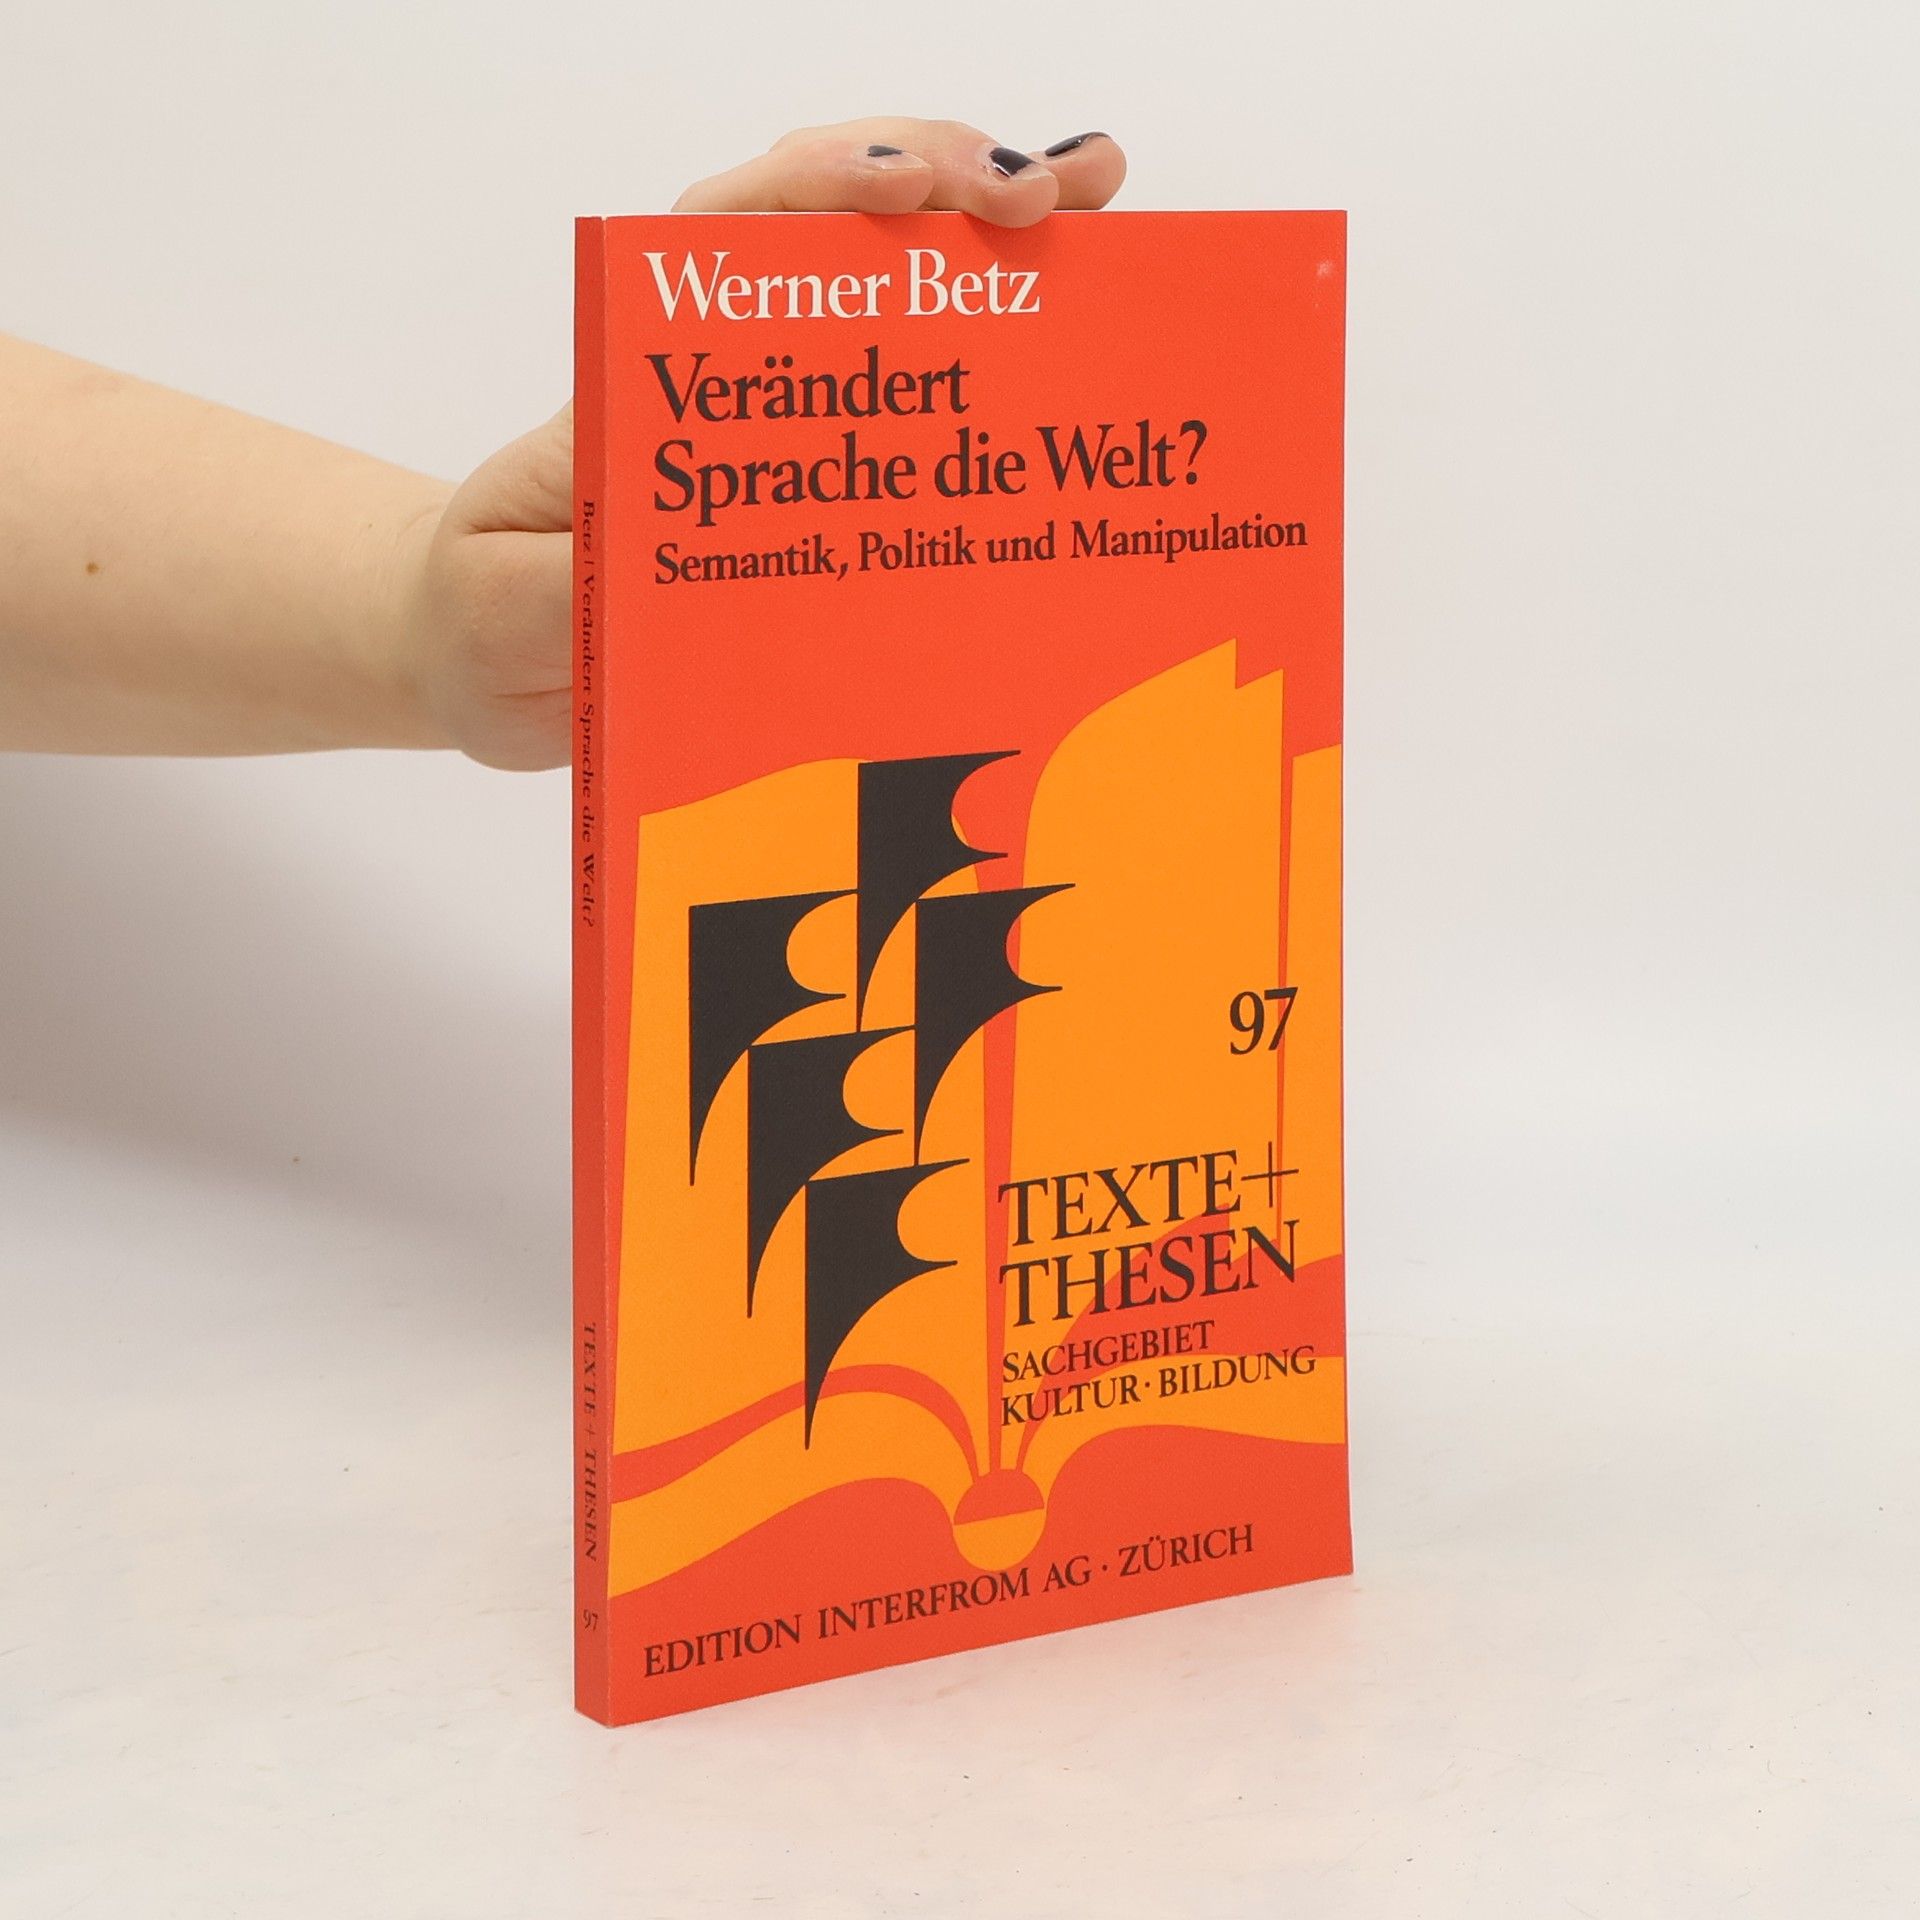 Werner Betz
Verändert
Sprache die Welt?
Semantik, Politik und Manipulation
97
TEXTE+
THESEN
SACHGEBIET
KULTUR · BILDUNG
EDITION INTERFROM AG · ZÜRICH
Betz | Verändert Sprache die Welt?
TEXTE + THESEN
97